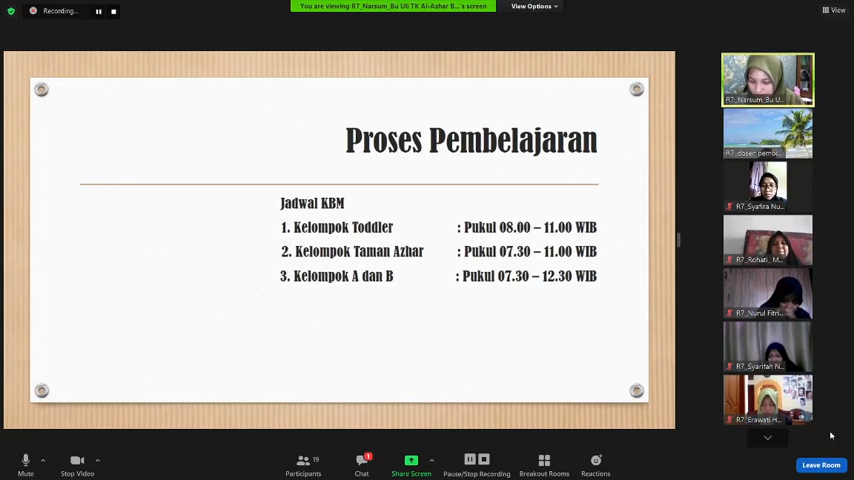 Recording...
You are viewing R7_Narsum_Bu Uli TK Al-Azhar B...'s screen
View Options
View
Proses Pembelajaran
Jadwal KBM
1. Kelompok Toddler : Pukul 08.00 – 11.00 WIB
2. Kelompok Taman Azhar : Pukul 07.30 – 11.00 WIB
3. Kelompok A dan B : Pukul 07.30 – 12.30 WIB
R7_Narsum_Bu U...
R7_dosen pembi...
R7_Syafira Nu...
R7_Rohati_ M...
R7_Nurul Fitri...
R7_Syarifah N...
R7_Erawati H...
Mute
Stop Video
Participants
19
Chat
1
Share Screen
Pause/Stop Recording
Breakout Rooms
Reactions
Leave Room